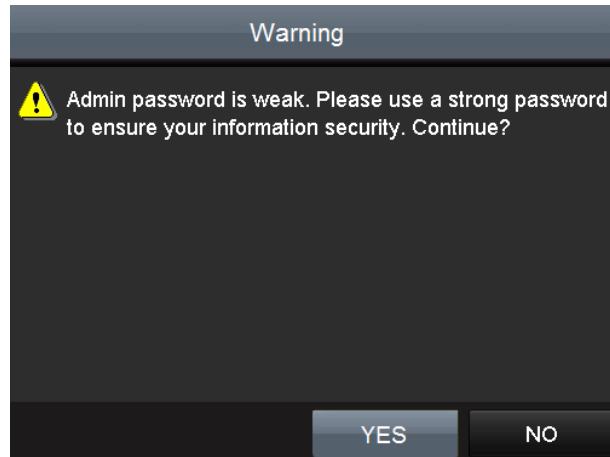 Warning
Admin password is weak. Please use a strong password
to ensure your information security. Continue?
YES
NO